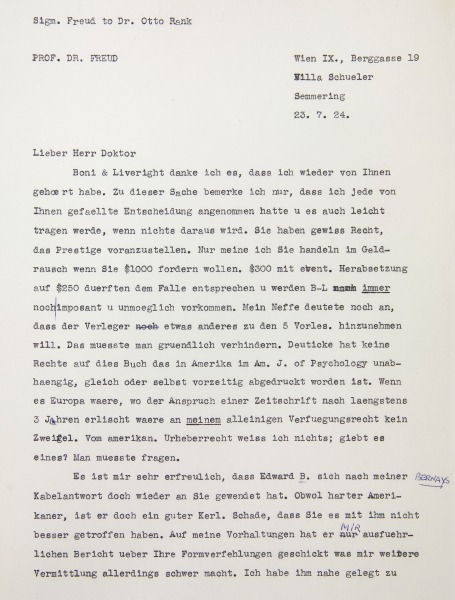 Sigm. Freud to Dr. Otto Rank
PROF. DR. FREUD
Wien IX., Berggasse 19
Villa Schueler
Semmering
23. 7. 24.
Lieber Herr Doktor
Boni & Liveright danke ich es, dass ich wieder von Ihnen
gehoert habe. Zu dieser Sache bemerke ich nur, dass ich jede von
Ihnen gefaellte Entscheidung angenommen hatte u es auch leicht
tragen werde, wenn nichts daraus wird. Sie haben gewiss Recht,
das Prestige voranzustellen. Nur meine ich Sie handeln im Geld-
rausch wenn Sie $1000 fordern wollen. $300 mit event. Herabsetzung
auf $250 duerften dem Falle entsprechen u werden B-L immer
noch imposant u unmoeglich vorkommen. Mein Neffe deutete noch an,
dass der Verleger noch etwas anderes zu den 5 Vorles. hinzunehmen
will. Das muesste man gruendlich verhindern. Deuticke hat keine
Rechte auf dies Buch das in Amerika im Am. J. of Psychology unab-
haengig, gleich oder selbst vorzeitig abgedruckt worden ist. Wenn
es Europa waere, wo der Anspruch einer Zeitschrift nach laengstens
3 Jahren erlischt waere an meinem alleinigen Verfuegungsrecht kein
Zweifel. Vom amerikan. Urheberrecht weiss ich nichts; giebt es
eines? Man muesste fragen.
Es ist mir sehr erfreulich, dass Edward B. sich nach meiner BERNAYS
Kabelantwort doch wieder an Sie gewendet hat. Obwol harter Ameri-
kaner, ist er doch ein guter Kerl. Schade, dass Sie es mit ihm nicht
besser getroffen haben. Auf meine Vorhaltungen hat er nur MIR ausfuehr-
lichen Bericht ueber Ihre Formverfehlungen geschickt was mir weitere
Vermittlung allerdings schwer macht. Ich habe ihm nahe gelegt zu